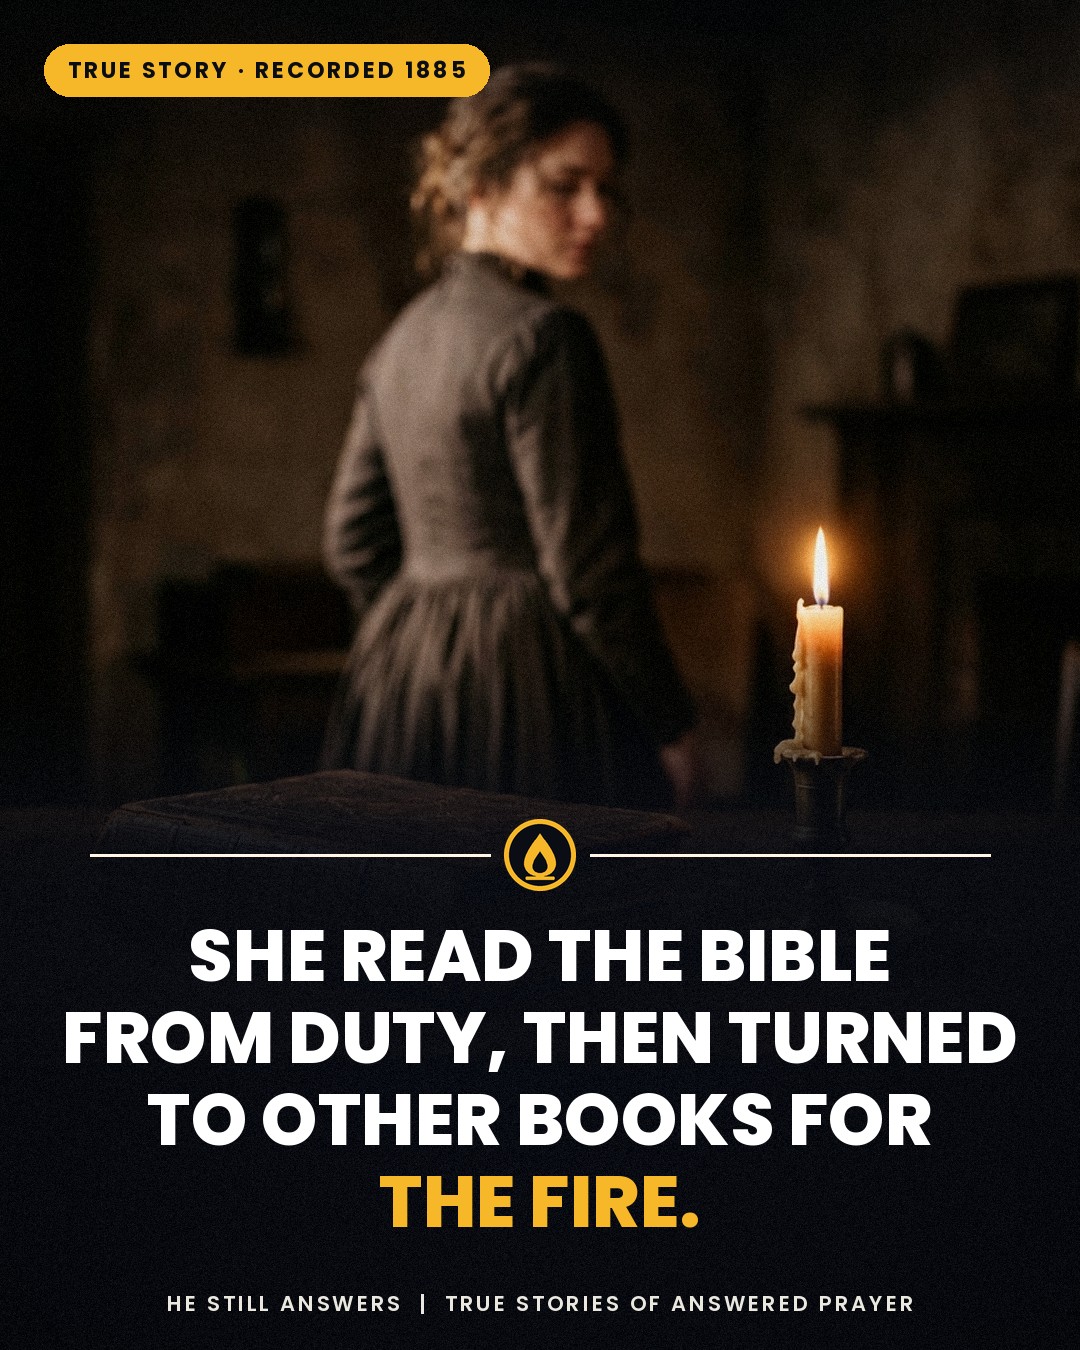 TRUE STORY · RECORDED 1885
SHE READ THE BIBLE
FROM DUTY, THEN TURNED
TO OTHER BOOKS FOR
THE FIRE.
HE STILL ANSWERS | TRUE STORIES OF ANSWERED PRAYER